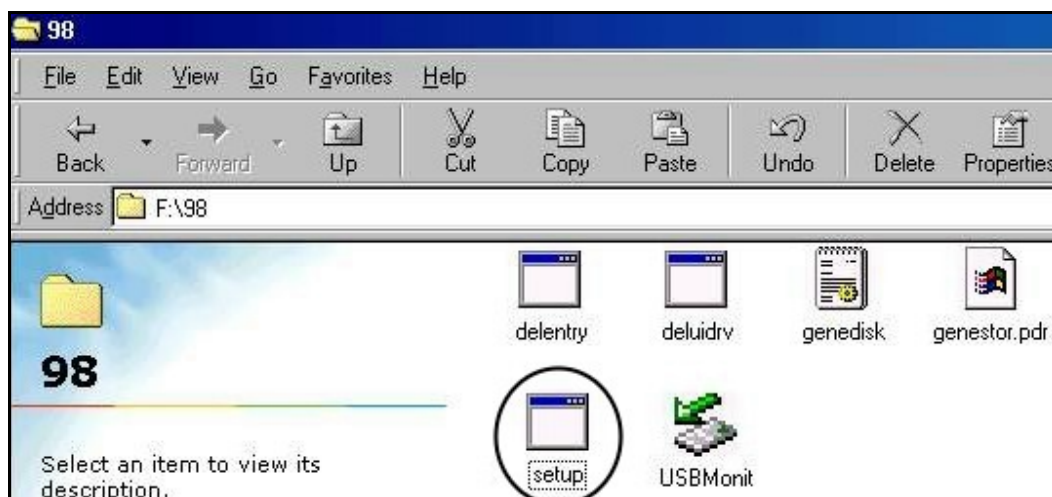 98
File Edit View Go Favorites Help
Back Forward Up Cut Copy Paste Undo Delete Properties
Address F:\98
delentry deluidrv genedisk genestor.pdr
98
setup USBMonit
Select an item to view its
description.